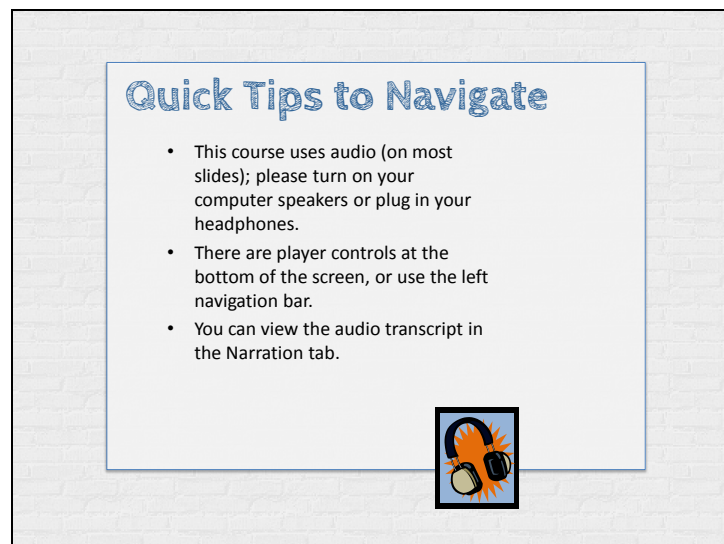 Quick Tips to Navigate
• This course uses audio (on most
slides); please turn on your
computer speakers or plug in your
headphones.
• There are player controls at the
bottom of the screen, or use the left
navigation bar.
• You can view the audio transcript in
the Narration tab.